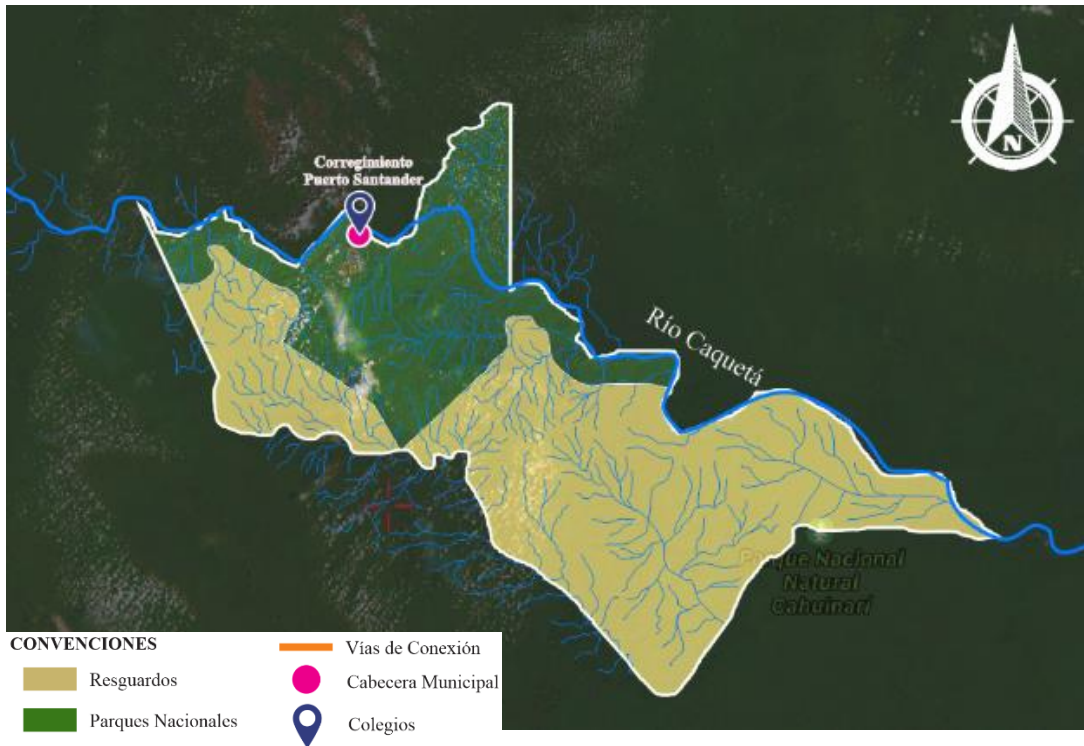 N
Corregimiento
Puerto Santander
Río Caquetá
Parque Nacional
Natural
Cahuinarí
CONVENCIONES
Resguardos
Parques Nacionales
Vías de Conexión
Cabecera Municipal
Colegios